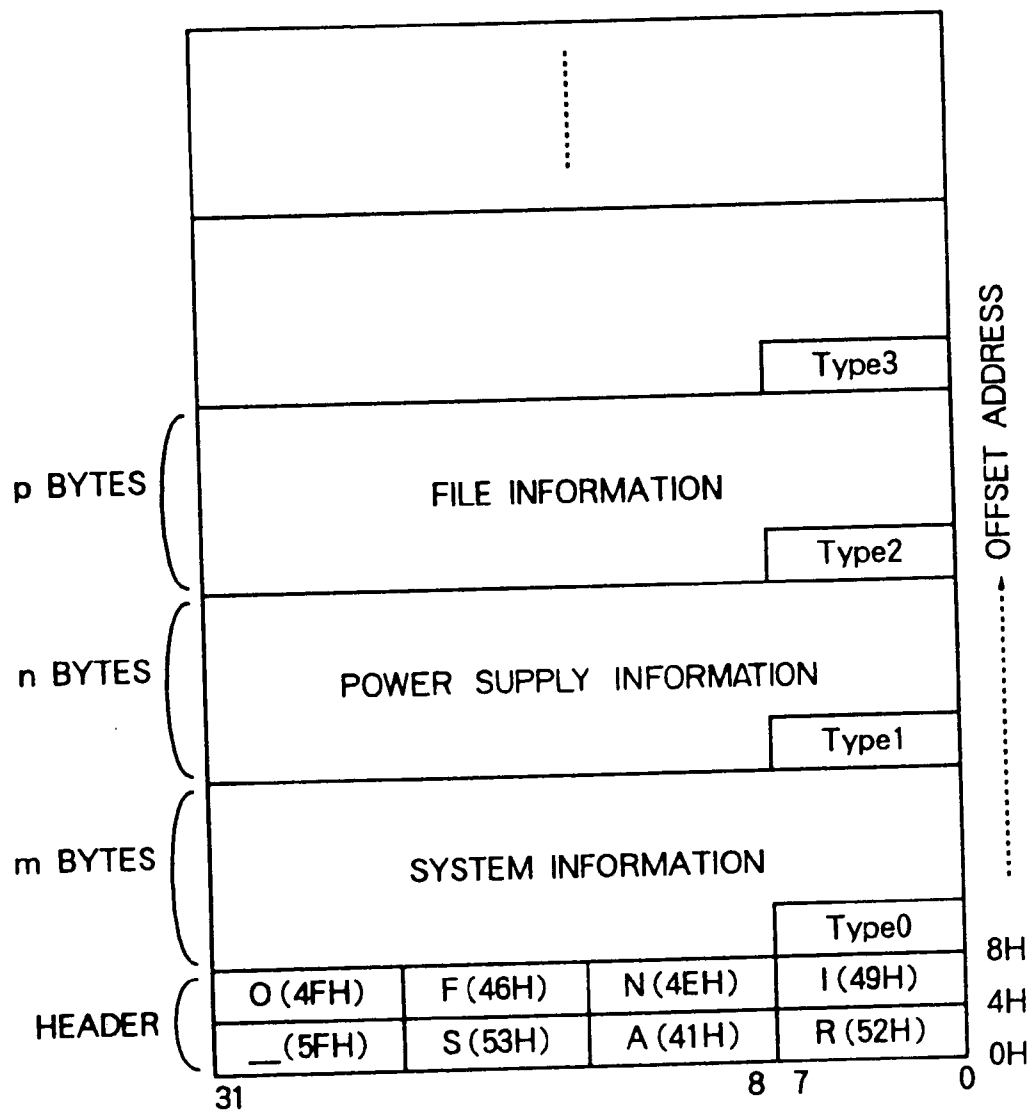 Type3
p BYTES
FILE INFORMATION
Type2
n BYTES
POWER SUPPLY INFORMATION
Type1
m BYTES
SYSTEM INFORMATION
Type0
OFFSET ADDRESS
8H
HEADER
O (4FH) F (46H) N (4EH) I (49H)
4H
_ (5FH) S (53H) A (41H) R (52H)
0H
31 8 7 0